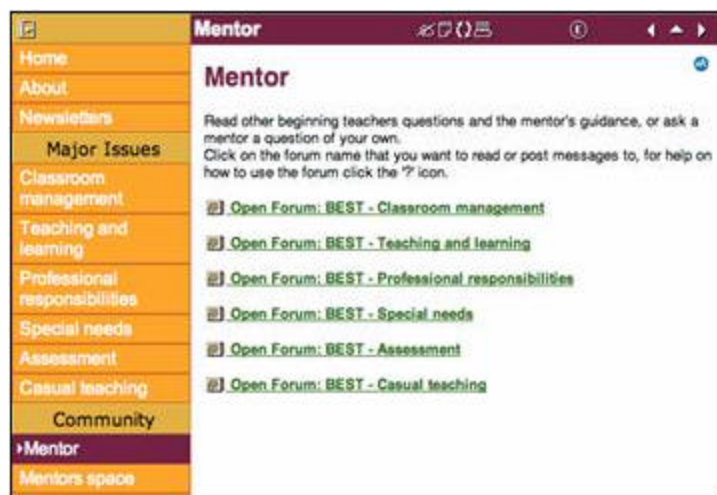 Home
About
Newsletters
Major Issues
Classroom
management
Teaching and
learning
Professional
responsibilities
Special needs
Assessment
Casual teaching
Community
Mentor
Mentors space
Mentor
Mentor
Read other beginning teachers questions and the mentor's guidance, or ask a
mentor a question of your own.
Click on the forum name that you want to read or post messages to, for help on
how to use the forum click the '?' icon.
Open Forum: BEST - Classroom management
Open Forum: BEST - Teaching and learning
Open Forum: BEST - Professional responsibilities
Open Forum: BEST - Special needs
Open Forum: BEST - Assessment
Open Forum: BEST - Casual teaching